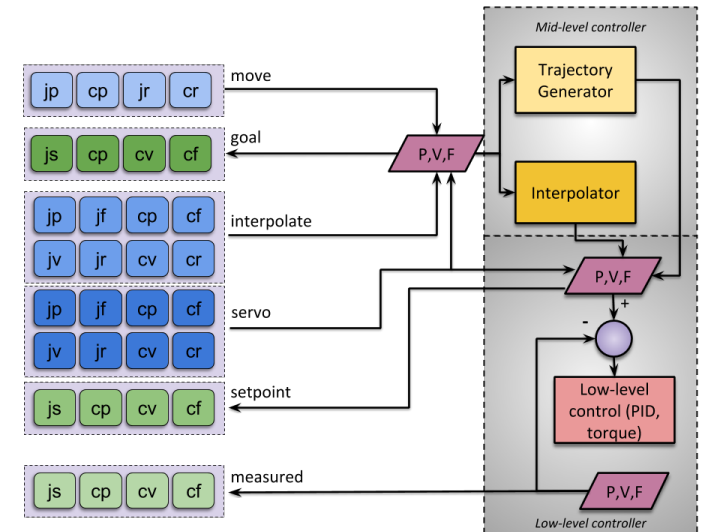 Mid-level controller
move
jp cp jr cr
Trajectory
Generator
goal
js cp cv cf
P,V,F
jp jf cp cf
interpolate
jv jr cv cr
Interpolator
P,V,F
jp jf cp cf
servo
jv jr cv cr
+
-
setpoint
js cp cv cf
Low-level
control (PID,
torque)
measured
js cp cv cf
P,V,F
Low-level controller